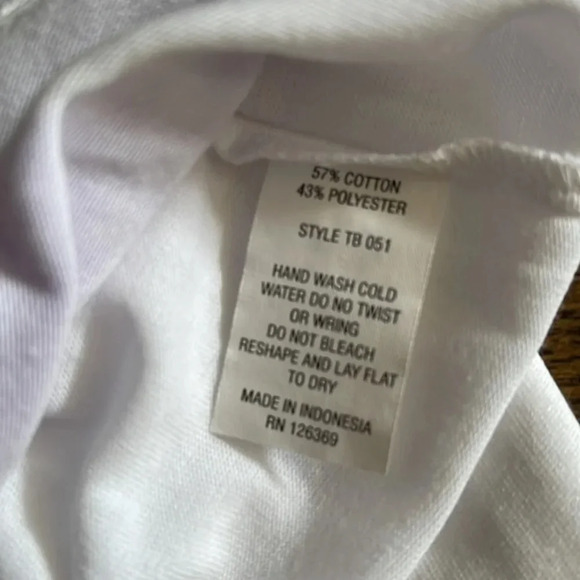 57% COTTON
43% POLYESTER
STYLE TB 051
HAND WASH COLD
WATER DO NO TWIST
OR WRING
DO NOT BLEACH
RESHAPE AND LAY FLAT
TO DRY
MADE IN INDONESIA
RN 126369